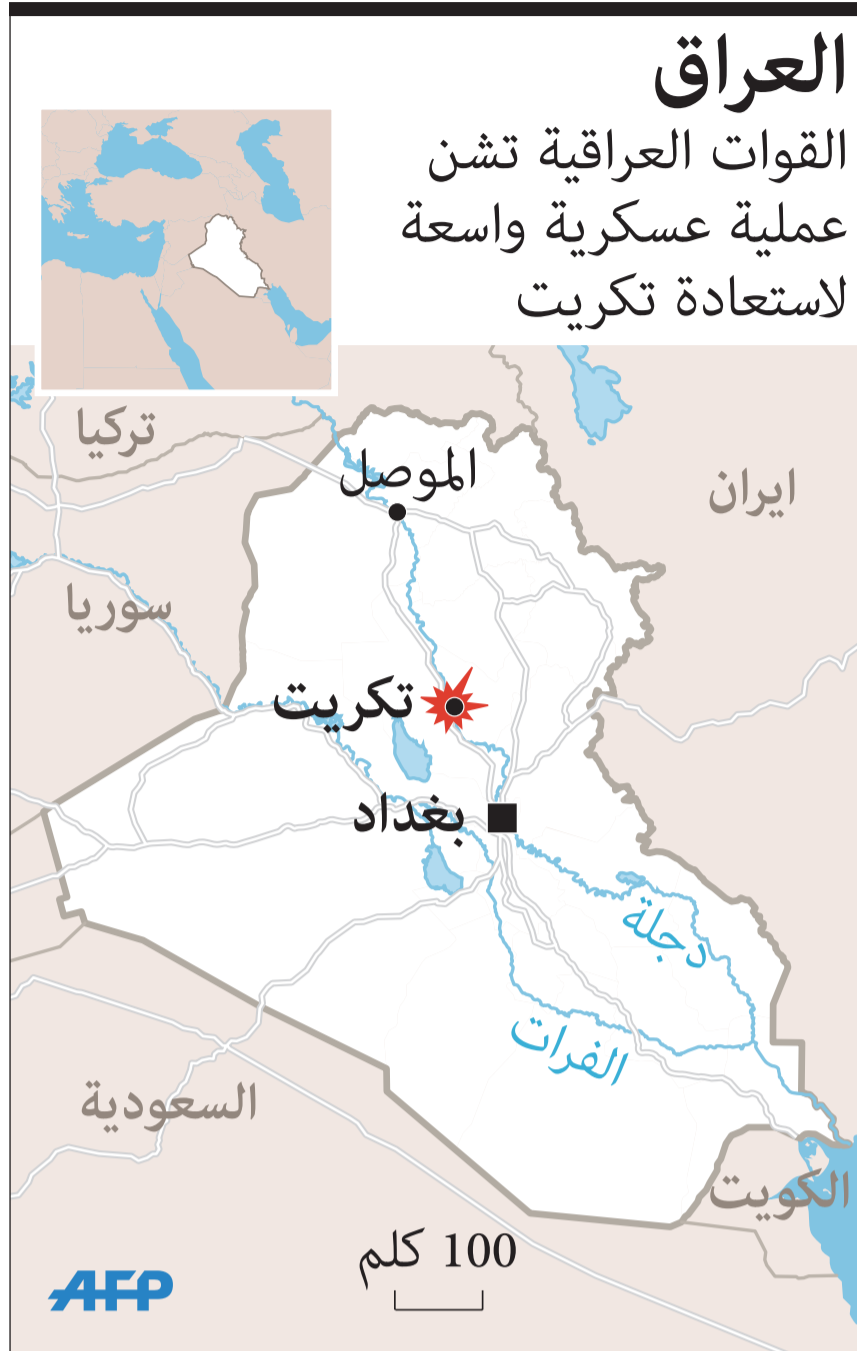 العراق
القوات العراقية تشن
عملية عسكرية واسعة
لاستعادة تكريت
تركيا
الموصل
ايران
سوريا
تكريت
بغداد
دجلة
الفرات
السعودية
الكويت
100 كلم
AFP